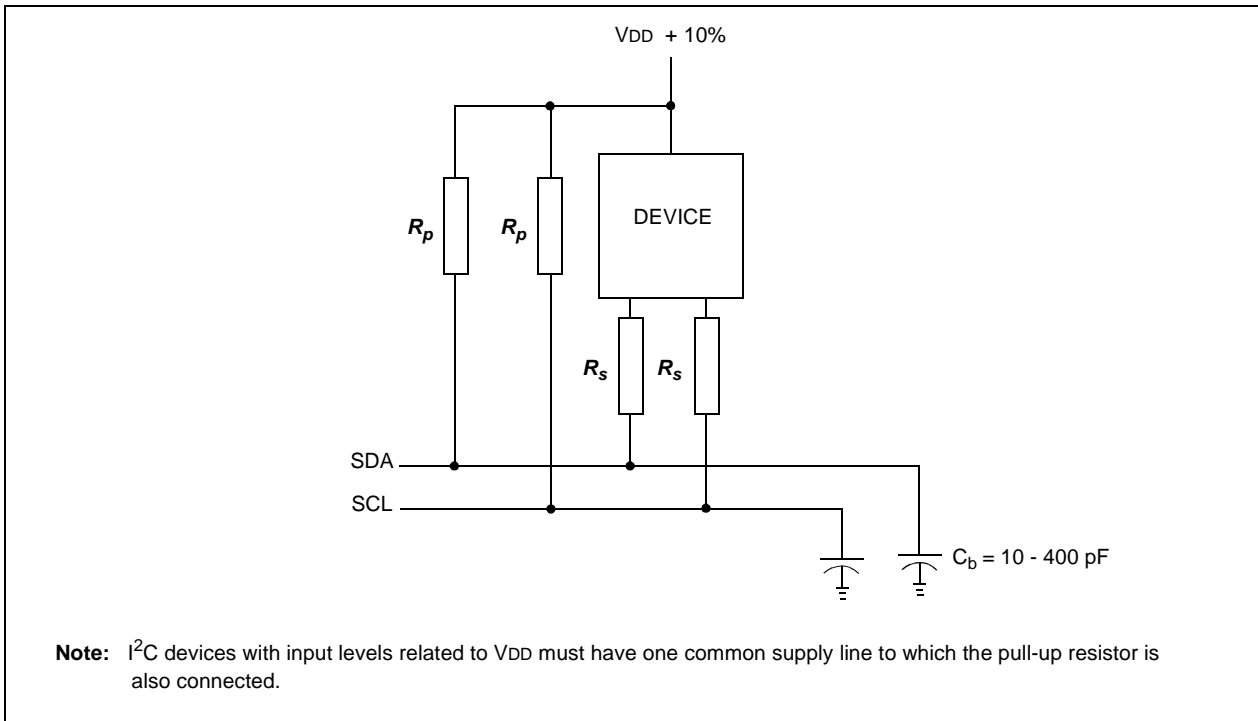 VDD + 10%
DEVICE
Rp Rp
Rs Rs
SDA
SCL
Cb = 10 - 400 pF
Note: I2C devices with input levels related to VDD must have one common supply line to which the pull-up resistor is
also connected.